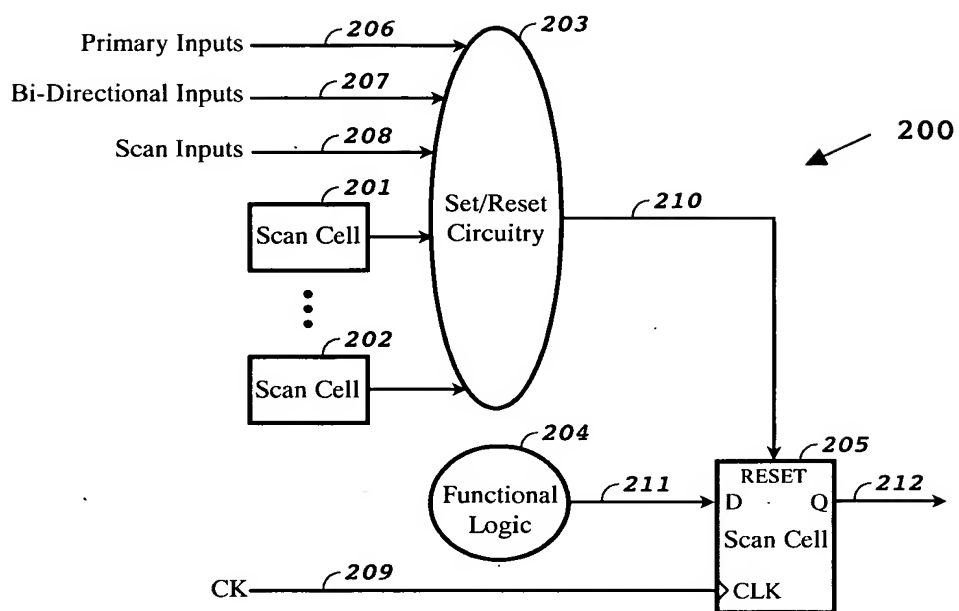 Primary Inputs
206
203
Bi-Directional Inputs
207
Scan Inputs
208
200
201
Scan Cell
Set/Reset
Circuitry
210
202
Scan Cell
204
205
Functional
Logic
211
RESET
D
Q
212
Scan Cell
CK
209
CLK